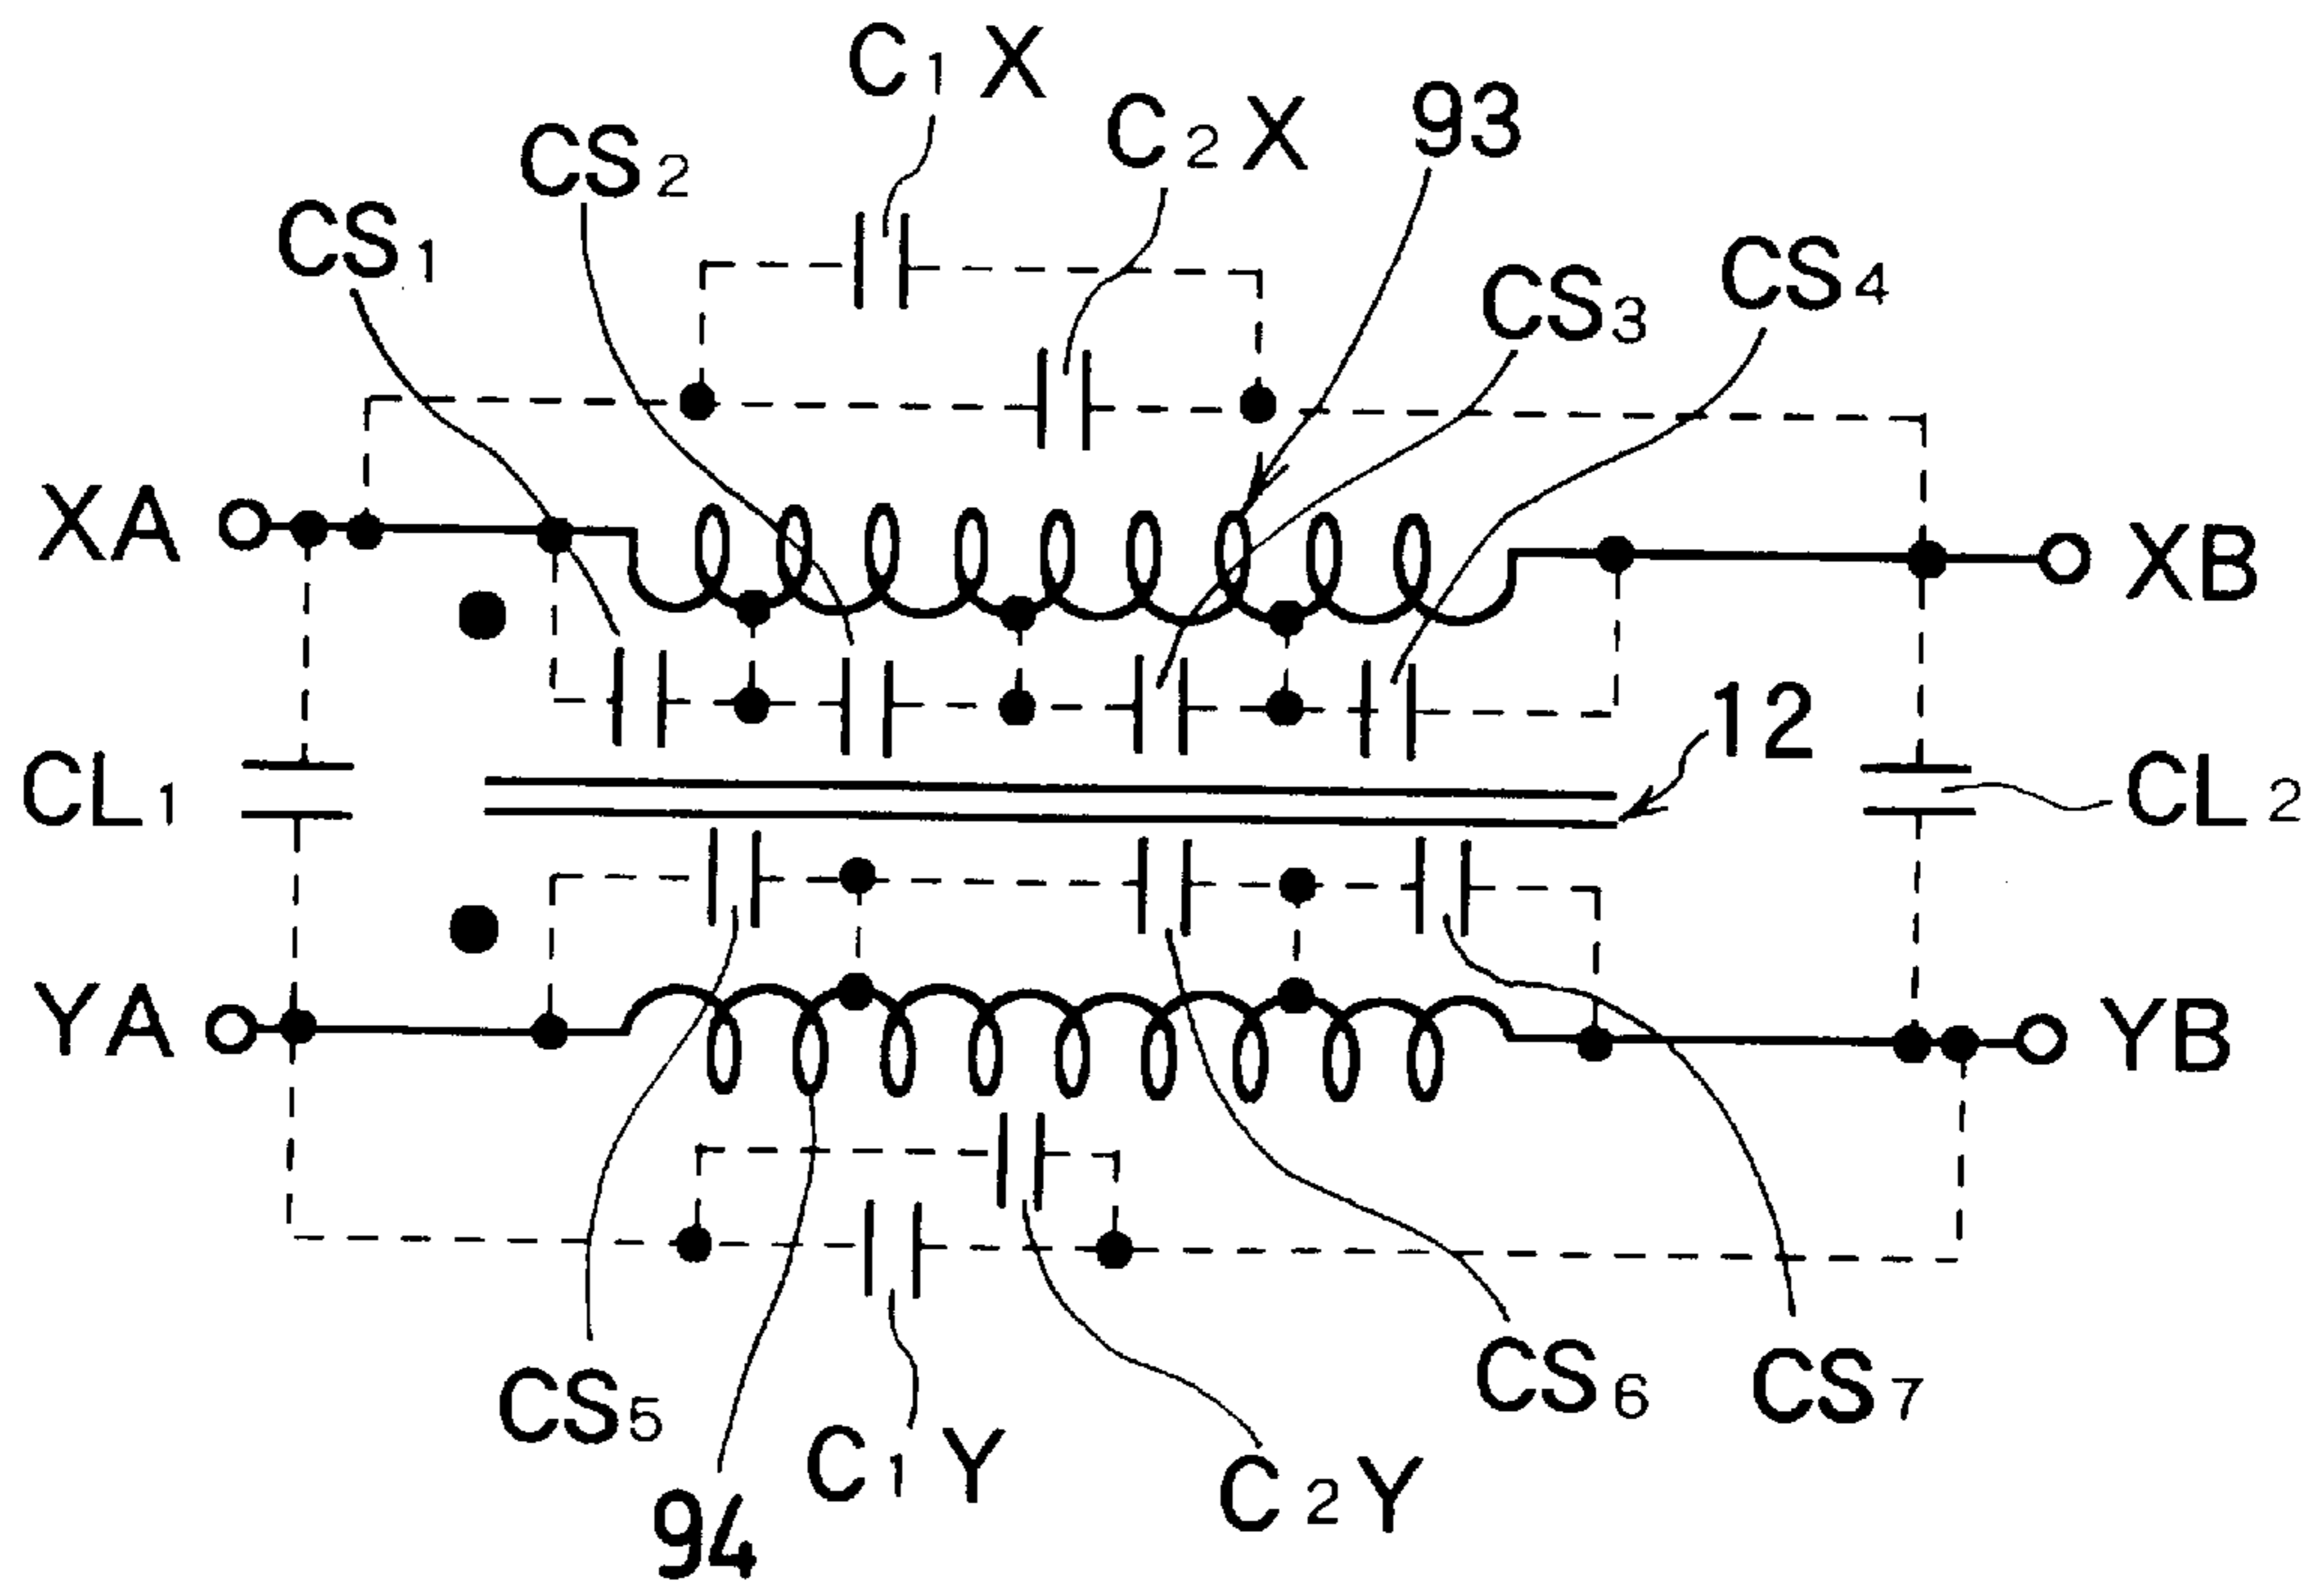 C₁X
C₂X
93
CS₂
CS₁
CS₃
CS₄
XA
XB
12
CL₁
CL₂
YA
YB
CS₅
CS₆
CS₇
C₁Y
C₂Y
94